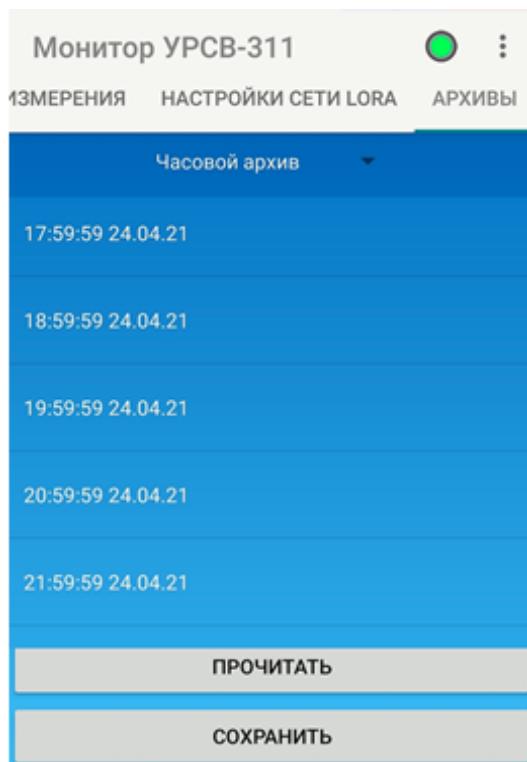 Монитор УРСВ-311
ИЗМЕРЕНИЯ НАСТРОЙКИ СЕТИ LORA АРХИВЫ
Часовой архив
17:59:59 24.04.21
18:59:59 24.04.21
19:59:59 24.04.21
20:59:59 24.04.21
21:59:59 24.04.21
ПРОЧИТАТЬ
СОХРАНИТЬ